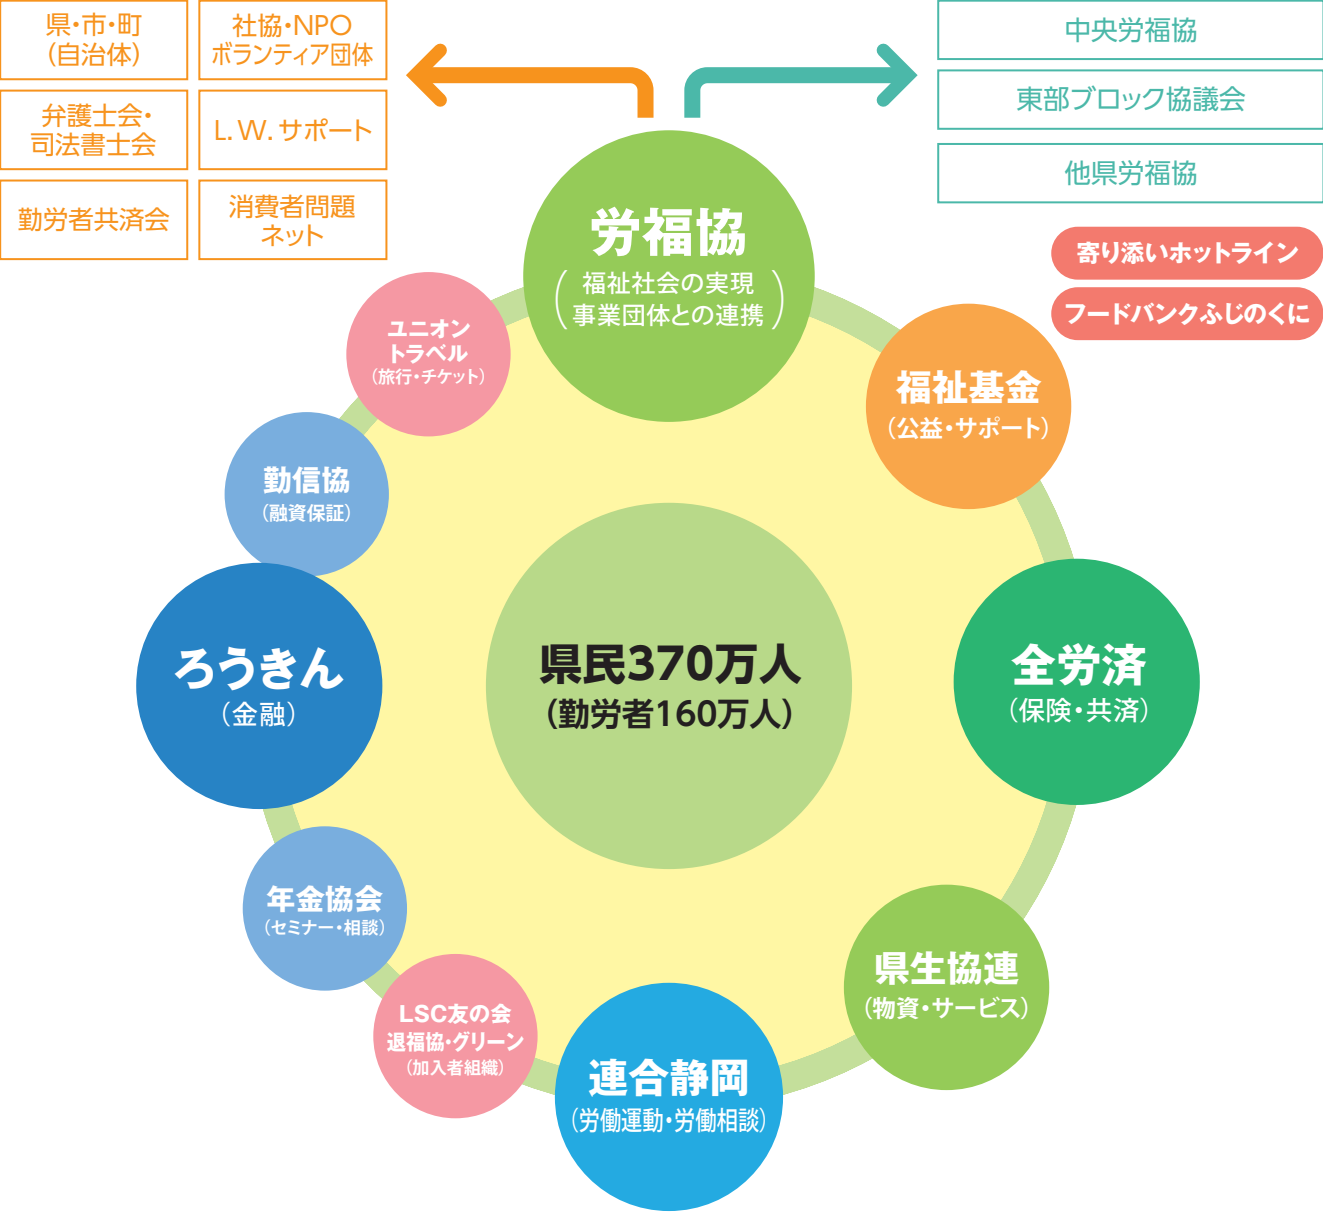 県・市・町
（自治体）
社協・NPO
ボランティア団体
弁護士会・
司法書士会
L.W.サポート
勤労者共済会
消費者問題
ネット
中央労福協
東部ブロック協議会
他県労福協
寄り添いホットライン
フードバンクふじのくに
労福協
（福祉社会の実現
事業団体との連携）
ユニオン
トラベル
（旅行・チケット）
福祉基金
（公益・サポート）
勤信協
（融資保証）
ろうきん
（金融）
県民370万人
（勤労者160万人）
全労済
（保険・共済）
年金協会
（セミナー・相談）
県生協連
（物資・サービス）
LSC友の会
退福協・グリーン
（加入者組織）
連合静岡
（労働運動・労働相談）